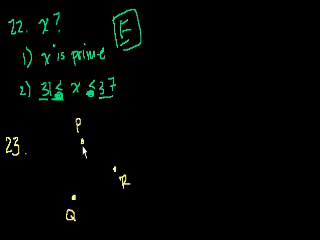 22. x? E
1) x is prime
2) 31 ≤ x ≤ 37
23. P
R
Q